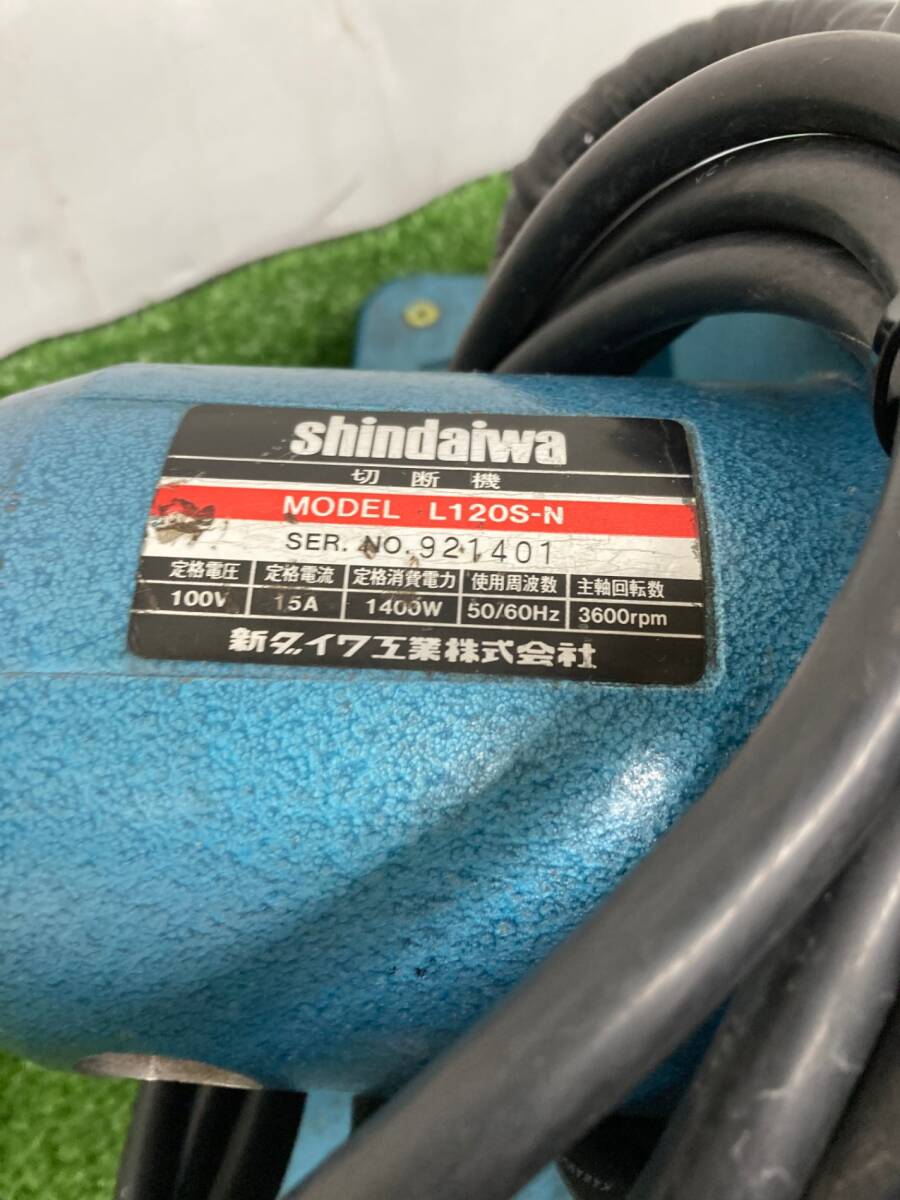 shindaiwa
切断機
MODEL L120S-N
SER. NO. 921401
定格電圧 定格電流 定格消費電力 使用周波数 主軸回転数
100V 15A 1400W 50/60Hz 3600rpm
新ダイワ工業株式会社